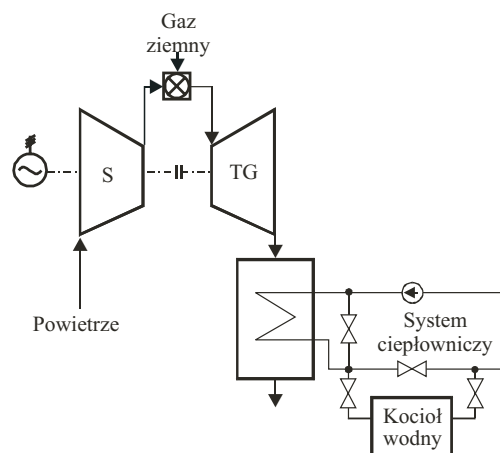 Gaz
ziemny
S
TG
Powietrze
System
ciepłowniczy
Kocioł
wodny